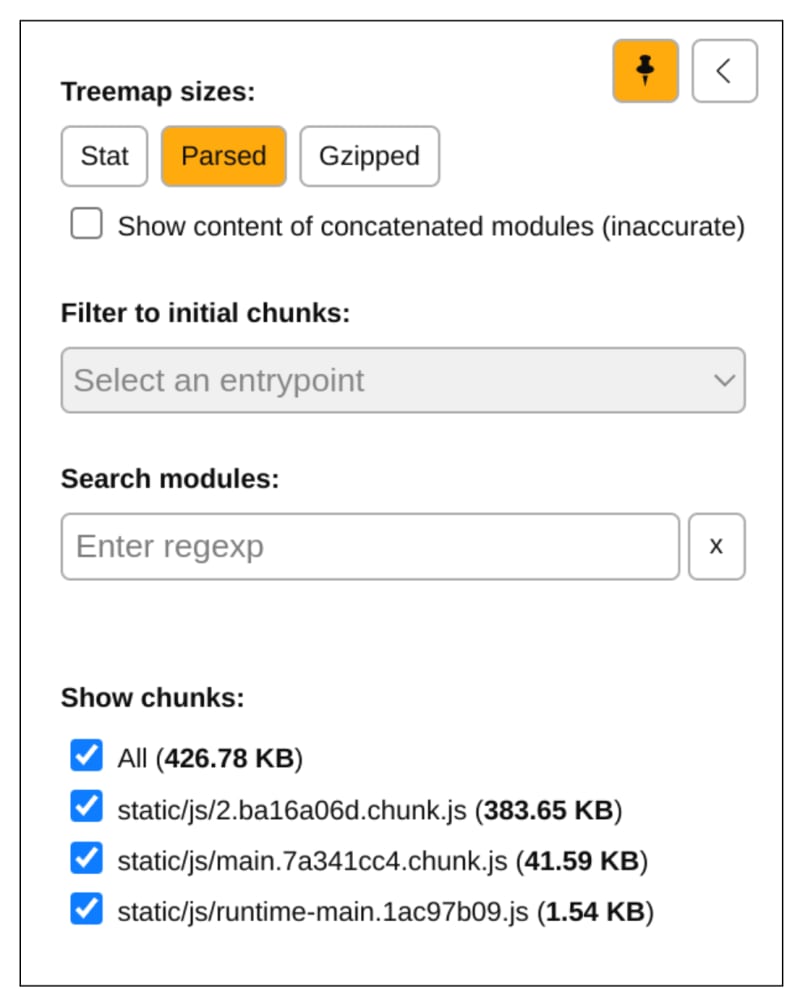 Treemap sizes:
Stat Parsed Gzipped
Show content of concatenated modules (inaccurate)
Filter to initial chunks:
Select an entrypoint
Search modules:
Enter regexp x
Show chunks:
All (426.78 KB)
static/js/2.ba16a06d.chunk.js (383.65 KB)
static/js/main.7a341cc4.chunk.js (41.59 KB)
static/js/runtime-main.1ac97b09.js (1.54 KB)